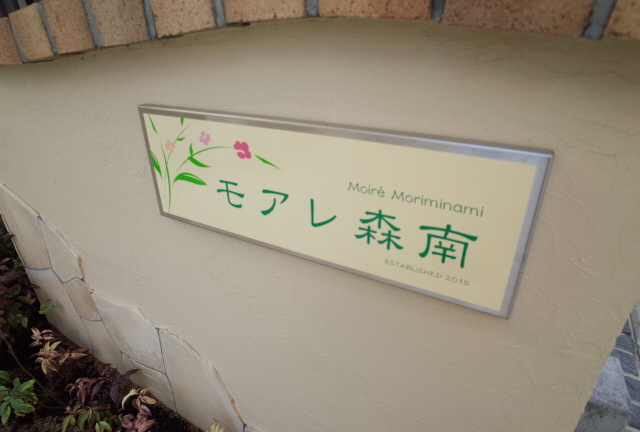 Moiré Moriminami
モアレ森南
ESTABLISHED 2016